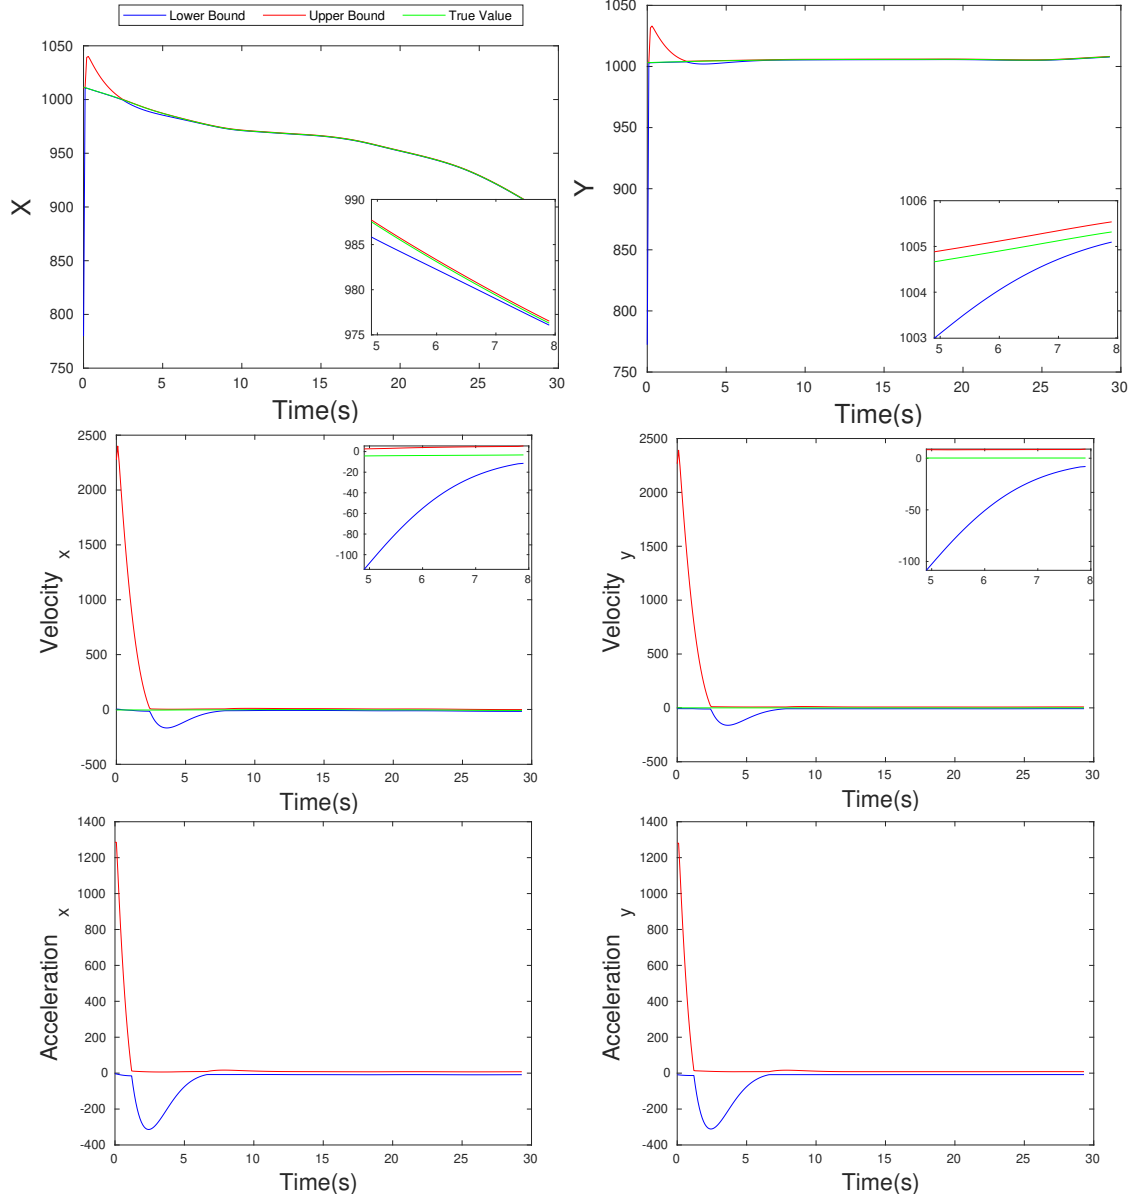 Lower Bound Upper Bound True Value
X
1050
1000
950
900
850
800
750
0 5 10 15 20 25 30
Time(s)
990
985
980
975
5 6 7 8
Y
1050
1000
950
900
850
800
750
0 5 10 15 20 25 30
Time(s)
1006
1005
1004
1003
5 6 7 8
Velocity x
2500
2000
1500
1000
500
0
-500
0 5 10 15 20 25 30
Time(s)
0
-20
-40
-60
-80
-100
5 6 7 8
Velocity y
2500
2000
1500
1000
500
0
-500
0 5 10 15 20 25 30
Time(s)
0
-50
-100
5 6 7 8
Acceleration x
1400
1200
1000
800
600
400
200
0
-200
-400
0 5 10 15 20 25 30
Time(s)
Acceleration y
1400
1200
1000
800
600
400
200
0
-200
-400
0 5 10 15 20 25 30
Time(s)